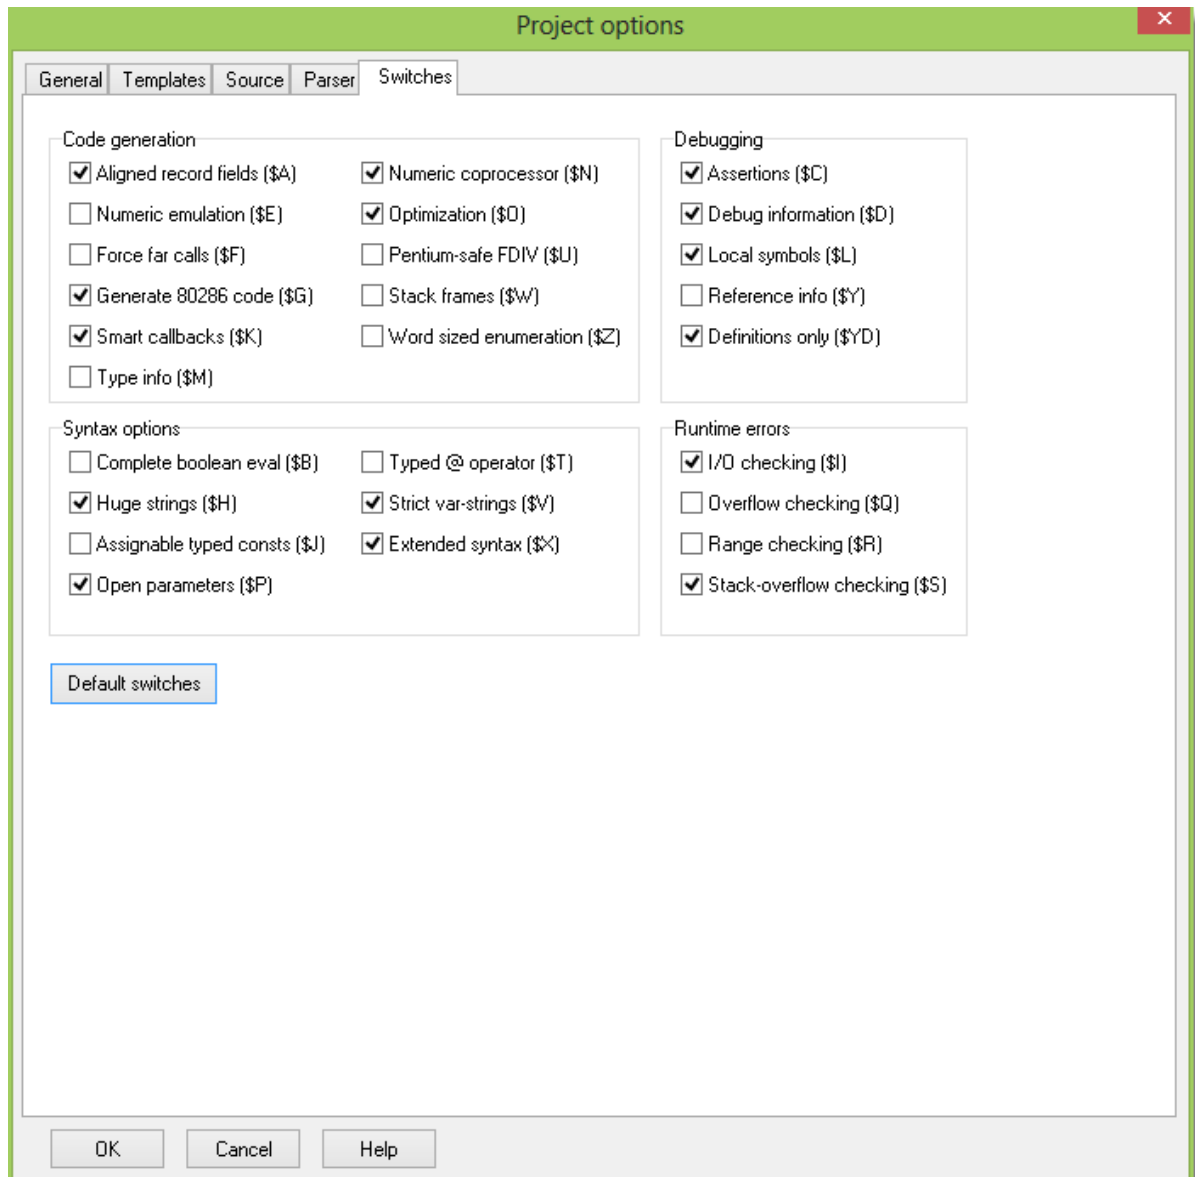 Project options
General Templates Source Parser Switches
Code generation
Aligned record fields ($A)
Numeric emulation ($E)
Force far calls ($F)
Generate 80286 code ($G)
Smart callbacks ($K)
Type info ($M)
Numeric coprocessor ($N)
Optimization ($O)
Pentium-safe FDIV ($U)
Stack frames ($W)
Word sized enumeration ($Z)
Debugging
Assertions ($C)
Debug information ($D)
Local symbols ($L)
Reference info ($Y)
Definitions only ($YD)
Syntax options
Complete boolean eval ($B)
Huge strings ($H)
Assignable typed consts ($J)
Open parameters ($P)
Typed @ operator ($T)
Strict var-strings ($V)
Extended syntax ($X)
Runtime errors
I/O checking ($I)
Overflow checking ($Q)
Range checking ($R)
Stack-overflow checking ($S)
Default switches
OK Cancel Help